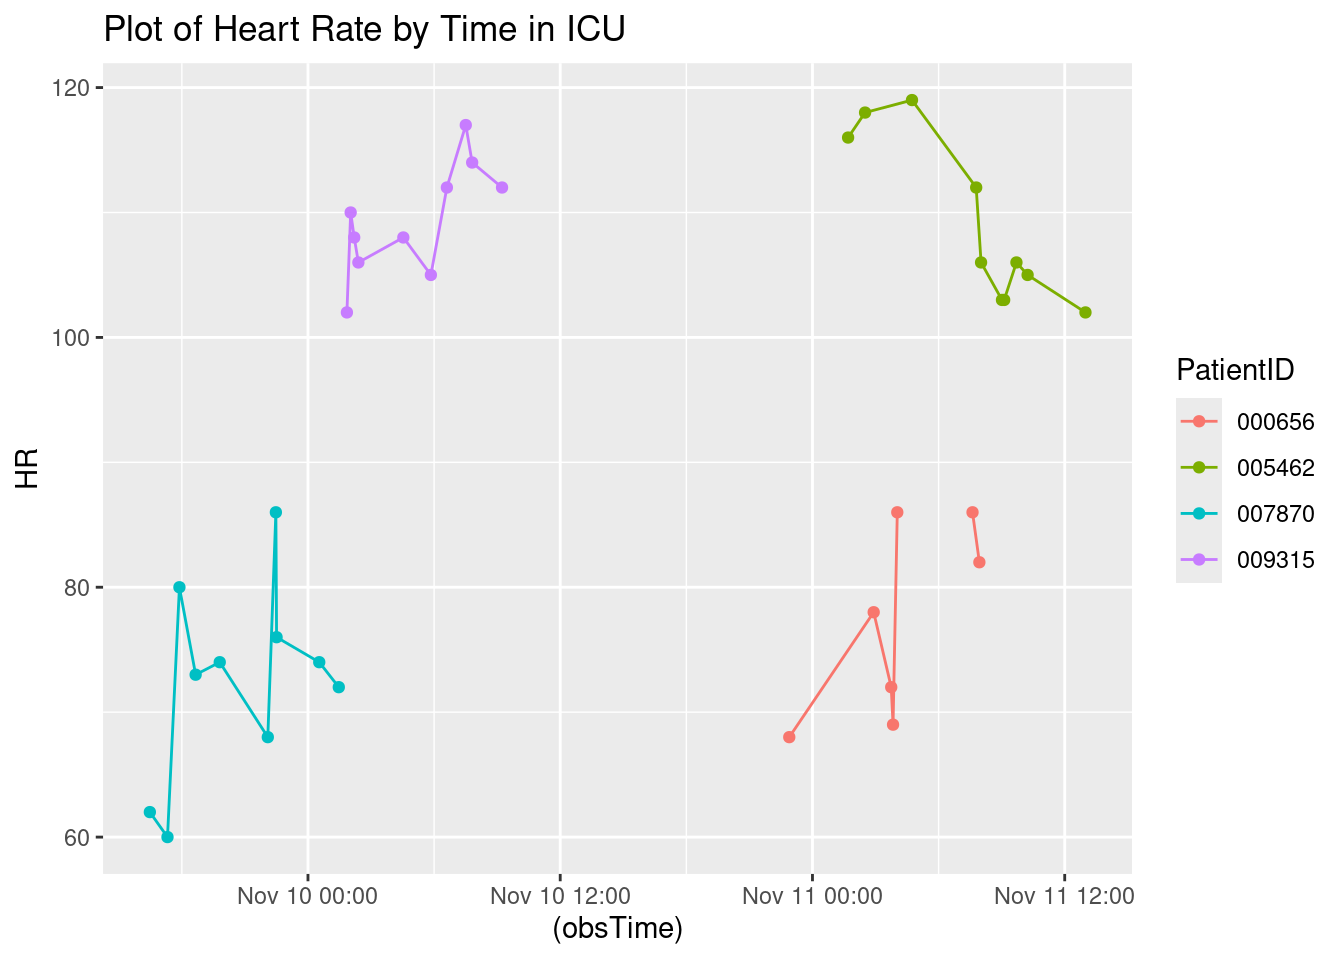 Plot of Heart Rate by Time in ICU
120
100
80
60
HR
Nov 10 00:00
Nov 10 12:00
Nov 11 00:00
Nov 11 12:00
(obsTime)
PatientID
000656
005462
007870
009315